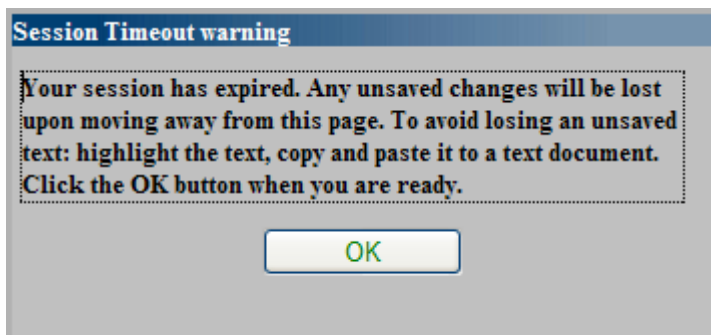 Session Timeout warning
Your session has expired. Any unsaved changes will be lost
upon moving away from this page. To avoid losing an unsaved
text: highlight the text, copy and paste it to a text document.
Click the OK button when you are ready.
OK